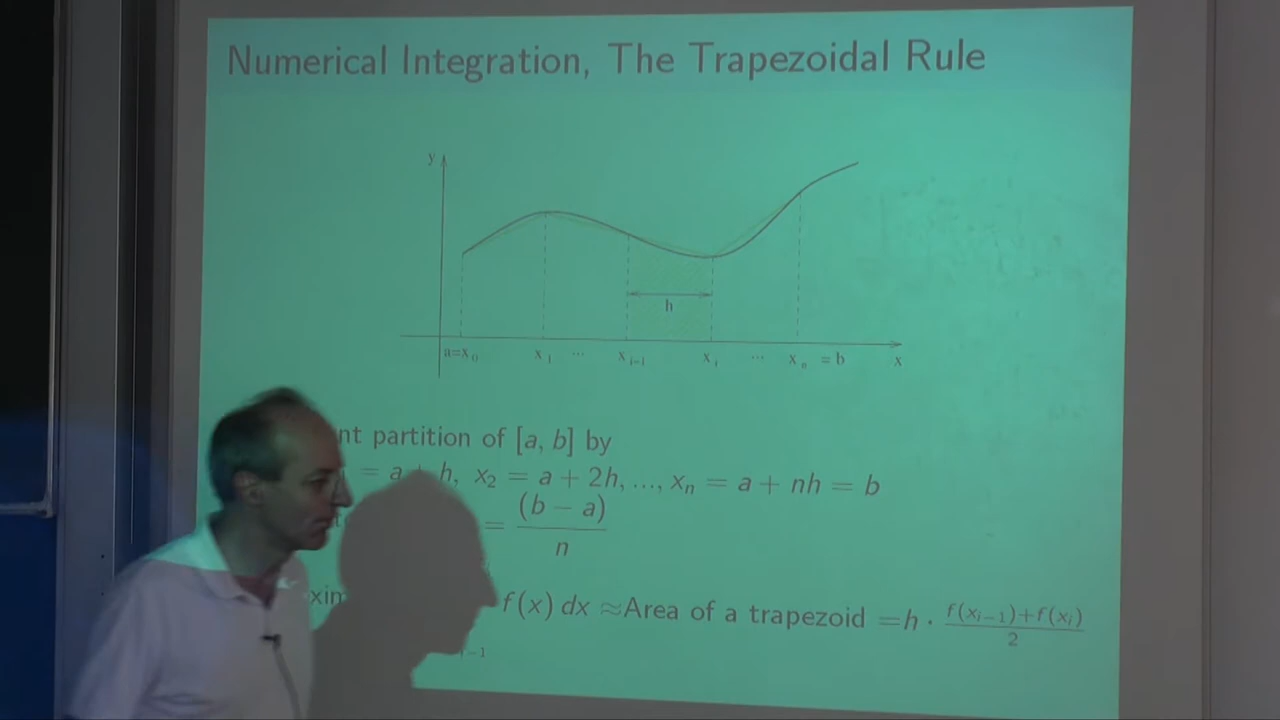 Numerical Integration, The Trapezoidal Rule
y
h
a=x₀ x₁ ... xᵢ₋₁ xᵢ ... xₙ = b x
nt partition of [a, b] by
= a + h, x₂ = a + 2h, ..., xₙ = a + nh = b
= (b − a)
n
f(x) dx ≈Area of a trapezoid =h · f(xᵢ₋₁)+f(xᵢ)
2
−1